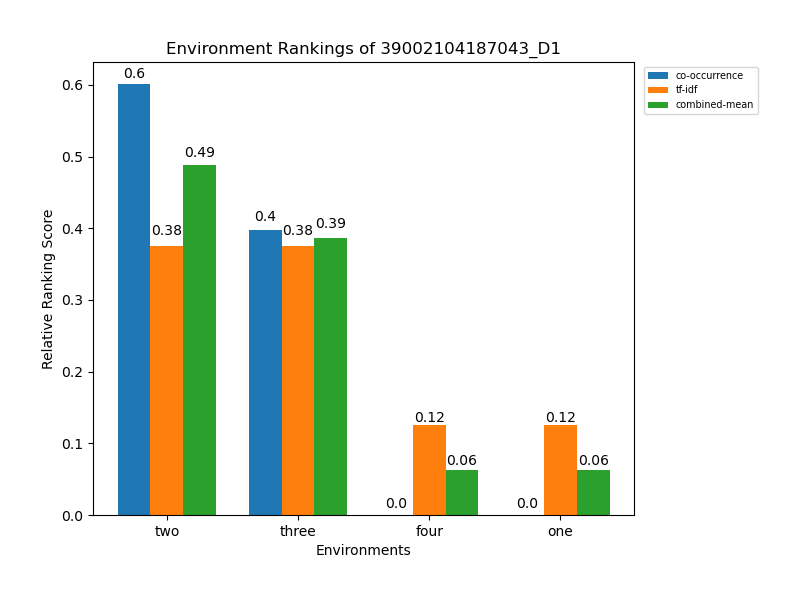 Environment Rankings of 39002104187043_D1
co-occurrence
tf-idf
combined-mean
Relative Ranking Score
0.6
0.5
0.4
0.3
0.2
0.1
0.0
0.6
0.38
0.49
0.4
0.38
0.39
0.0
0.12
0.06
0.0
0.12
0.06
two three four one
Environments